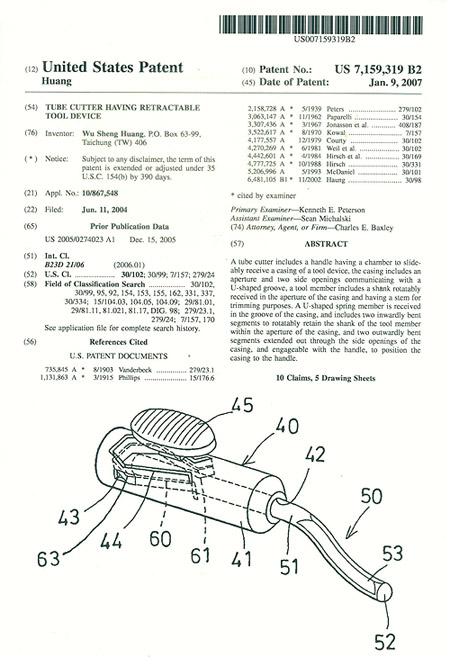 US007159319B2
(12) United States Patent
Huang
(10) Patent No.: US 7,159,319 B2
(45) Date of Patent: Jan. 9, 2007
(54) TUBE CUTTER HAVING RETRACTABLE
TOOL DEVICE
(76) Inventor: Wu Sheng Huang, P.O. Box 63-99,
Taichung (TW) 406
(*) Notice: Subject to any disclaimer, the term of this
patent is extended or adjusted under 35
U.S.C. 154(b) by 390 days.
(21) Appl. No.: 10/867,548
(22) Filed: Jun. 11, 2004
(65) Prior Publication Data
US 2005/0274023 A1 Dec. 15, 2005
(51) Int. Cl.
B23D 21/06 (2006.01)
(52) U.S. Cl. 30/102; 30/99; 7/157; 279/24
(58) Field of Classification Search 30/102,
30/99, 95, 92, 154, 153, 155, 162, 331, 337,
30/334; 15/104.03, 104.05, 104.09; 29/81.01,
29/81.11, 81.021, 81.17, DIG. 98; 279/23.1,
279/24; 7/157, 170
See application file for complete search history.
(56) References Cited
U.S. PATENT DOCUMENTS
735,845 A * 8/1903 Vanderbeck 279/23.1
1,131,863 A * 3/1915 Phillips 15/176.6
2,158,728 A * 5/1939 Peters 279/102
3,063,147 A * 11/1962 Paparelli 30/154
3,307,436 A * 3/1967 Jonasson et al. 408/187
3,522,617 A * 8/1970 Kowal 7/157
4,177,557 A * 12/1979 Courty 30/102
4,270,269 A * 6/1981 Weil et al. 30/102
4,442,601 A * 4/1984 Hirsch et al. 30/169
4,777,725 A * 10/1988 Hirsch 30/331
5,206,996 A 5/1993 McDaniel 30/101
6,481,105 B1 * 11/2002 Haung 30/98
* cited by examiner
Primary Examiner—Kenneth E. Peterson
Assistant Examiner—Sean Michalski
(74) Attorney, Agent, or Firm—Charles E. Baxley
(57) ABSTRACT
A tube cutter includes a handle having a chamber to slide-
ably receive a casing of a tool device, the casing includes an
aperture and two side openings communicating with a
U-shaped groove, a tool member includes a shank rotatably
received in the aperture of the casing and having a stem for
trimming purposes. A U-shaped spring member is received
in the groove of the casing, and includes two inwardly bent
segments to rotatably retain the shank of the tool member
within the aperture of the casing, and two outwardly bent
segments extended out through the side openings of the
casing, and engageable with the handle, to position the
casing to the handle.
10 Claims, 5 Drawing Sheets
45
40
42
50
43
44
60
61
41
51
53
63
52